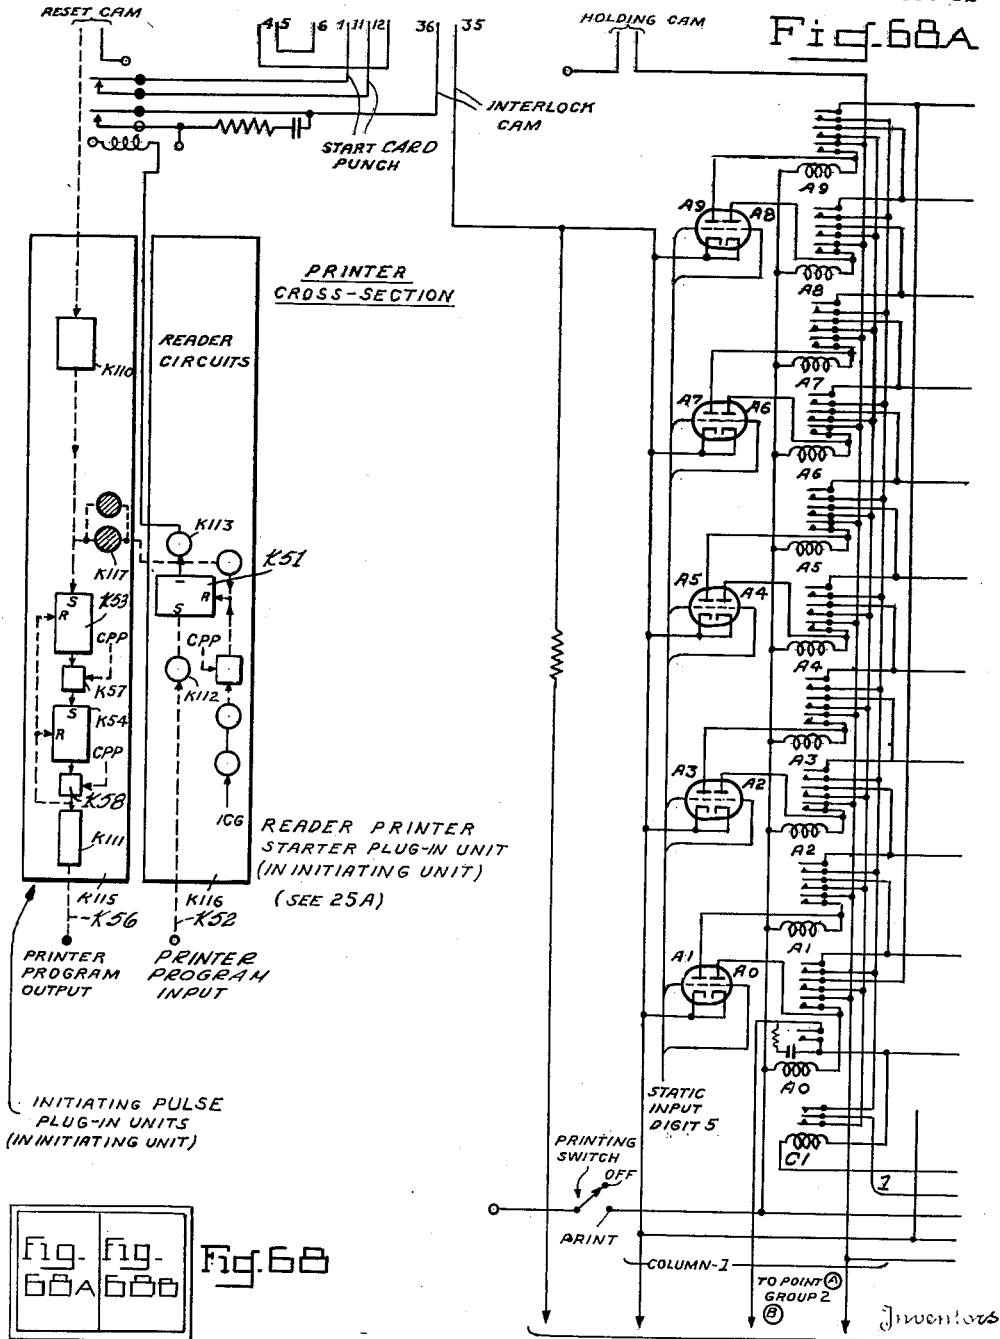 RESET CAM
4 5 6 1 11 12 36 35
HOLDING CAM
Fig.68A
INTERLOCK
CAM
START CARD
PUNCH
PRINTER
CROSS-SECTION
READER
CIRCUITS
K110
K113
K117
K51
S
R
S
R
K53
CPP
K57
S
K54
R
CPP
K58
K111
CPP
K112
ICG
READER PRINTER
STARTER PLUG-IN UNIT
(IN INITIATING UNIT)
(SEE 25A)
K115
K116
K56
K52
PRINTER
PROGRAM
OUTPUT
PRINTER
PROGRAM
INPUT
INITIATING PULSE
PLUG-IN UNITS
(IN INITIATING UNIT)
A9
A9 A8
A8
A7
A7 A6
A6
A5
A5 A4
A4
A3
A3 A2
A2
A1
A1 A0
A0
C1
1
STATIC
INPUT
DIGIT 5
PRINTING
SWITCH
OFF
PRINT
COLUMN-1
TO POINT A
GROUP 2
B
Fig.
68A
Fig.
68B
Fig.68
Inventors